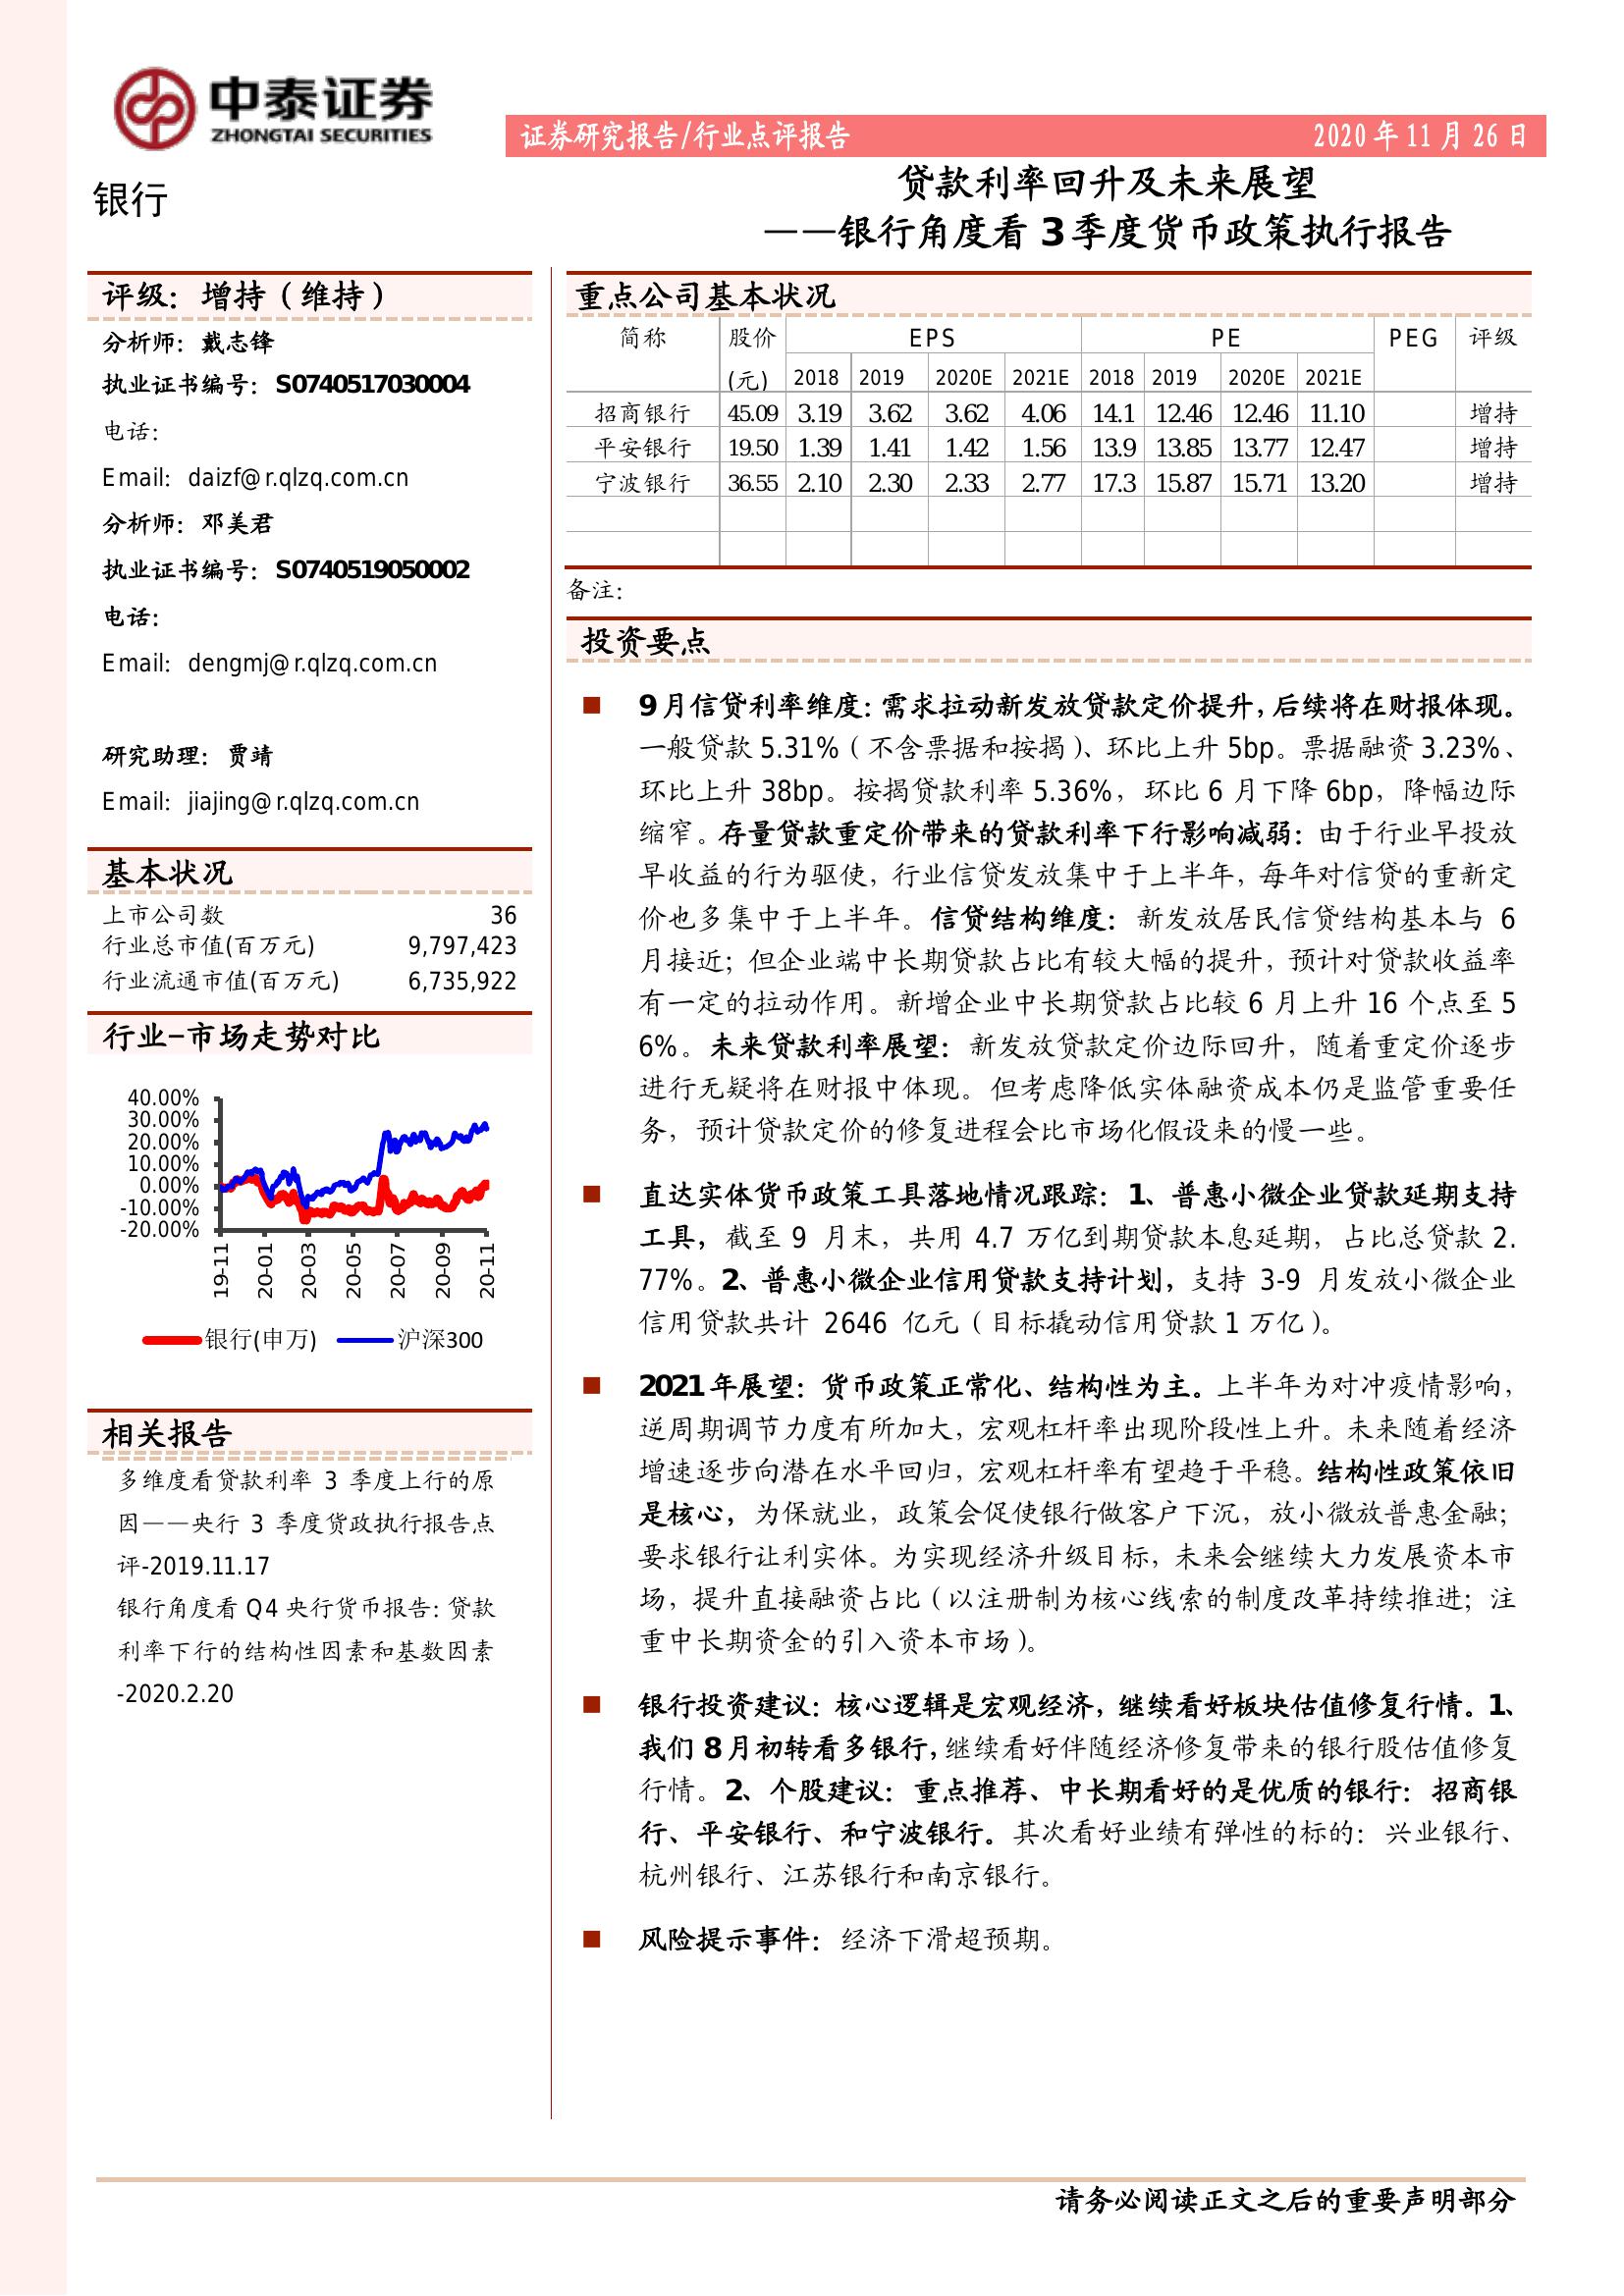 中泰证券
ZHONGTAI SECURITIES
证券研究报告/行业点评报告 2020 年 11 月 26 日
银行
贷款利率回升及未来展望
——银行角度看 3 季度货币政策执行报告
评级：增持（维持）
分析师：戴志锋
执业证书编号：S0740517030004
电话：
Email：daizf@r.qlzq.com.cn
分析师：邓美君
执业证书编号：S0740519050002
电话：
Email：dengmj@r.qlzq.com.cn
研究助理：贾靖
Email：jiajing@r.qlzq.com.cn
基本状况
上市公司数 36
行业总市值(百万元) 9,797,423
行业流通市值(百万元) 6,735,922
行业-市场走势对比
40.00%
30.00%
20.00%
10.00%
0.00%
-10.00%
-20.00%
19-11 20-01 20-03 20-05 20-07 20-09 20-11
银行(申万) 沪深300
相关报告
多维度看贷款利率 3 季度上行的原
因——央行 3 季度货政执行报告点
评-2019.11.17
银行角度看 Q4 央行货币报告：贷款
利率下行的结构性因素和基数因素
-2020.2.20
重点公司基本状况
简称 股价 EPS PE PEG 评级
(元) 2018 2019 2020E 2021E 2018 2019 2020E 2021E
招商银行 45.09 3.19 3.62 3.62 4.06 14.1 12.46 12.46 11.10 增持
平安银行 19.50 1.39 1.41 1.42 1.56 13.9 13.85 13.77 12.47 增持
宁波银行 36.55 2.10 2.30 2.33 2.77 17.3 15.87 15.71 13.20 增持
备注：
投资要点
■ 9 月信贷利率维度：需求拉动新发放贷款定价提升，后续将在财报体现。
一般贷款 5.31%（不含票据和按揭）、环比上升 5bp。票据融资 3.23%、
环比上升 38bp。按揭贷款利率 5.36%，环比 6 月下降 6bp，降幅边际
缩窄。存量贷款重定价带来的贷款利率下行影响减弱：由于行业早投放
早收益的行为驱使，行业信贷发放集中于上半年，每年对信贷的重新定
价也多集中于上半年。信贷结构维度：新发放居民信贷结构基本与 6
月接近；但企业端中长期贷款占比有较大幅的提升，预计对贷款收益率
有一定的拉动作用。新增企业中长期贷款占比较 6 月上升 16 个点至 5
6%。未来贷款利率展望：新发放贷款定价边际回升，随着重定价逐步
进行无疑将在财报中体现。但考虑降低实体融资成本仍是监管重要任
务，预计贷款定价的修复进程会比市场化假设来的慢一些。
■ 直达实体货币政策工具落地情况跟踪：1、普惠小微企业贷款延期支持
工具，截至 9 月末，共用 4.7 万亿到期贷款本息延期，占比总贷款 2.
77%。2、普惠小微企业信用贷款支持计划，支持 3-9 月发放小微企业
信用贷款共计 2646 亿元（目标撬动信用贷款 1 万亿）。
■ 2021 年展望：货币政策正常化、结构性为主。上半年为对冲疫情影响，
逆周期调节力度有所加大，宏观杠杆率出现阶段性上升。未来随着经济
增速逐步向潜在水平回归，宏观杠杆率有望趋于平稳。结构性政策依旧
是核心，为保就业，政策会促使银行做客户下沉，放小微放普惠金融；
要求银行让利实体。为实现经济升级目标，未来会继续大力发展资本市
场，提升直接融资占比（以注册制为核心线索的制度改革持续推进；注
重中长期资金的引入资本市场）。
■ 银行投资建议：核心逻辑是宏观经济，继续看好板块估值修复行情。1、
我们 8 月初转看多银行，继续看好伴随经济修复带来的银行股估值修复
行情。2、个股建议：重点推荐、中长期看好的是优质的银行：招商银
行、平安银行、和宁波银行。其次看好业绩有弹性的标的：兴业银行、
杭州银行、江苏银行和南京银行。
■ 风险提示事件：经济下滑超预期。
请务必阅读正文之后的重要声明部分